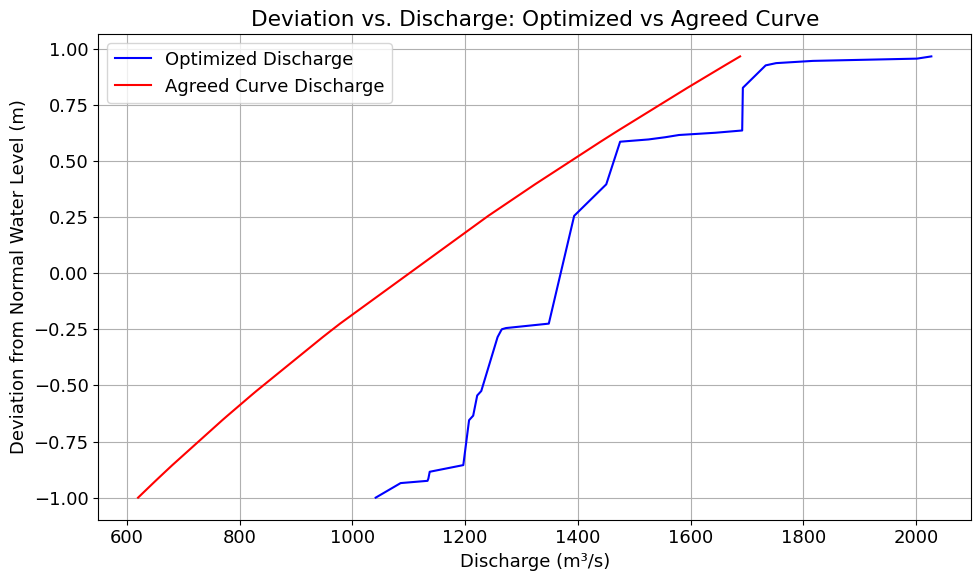 Deviation vs. Discharge: Optimized vs Agreed Curve
Optimized Discharge
Agreed Curve Discharge
Deviation from Normal Water Level (m)
1.00
0.75
0.50
0.25
0.00
−0.25
−0.50
−0.75
−1.00
600 800 1000 1200 1400 1600 1800 2000
Discharge (m³/s)